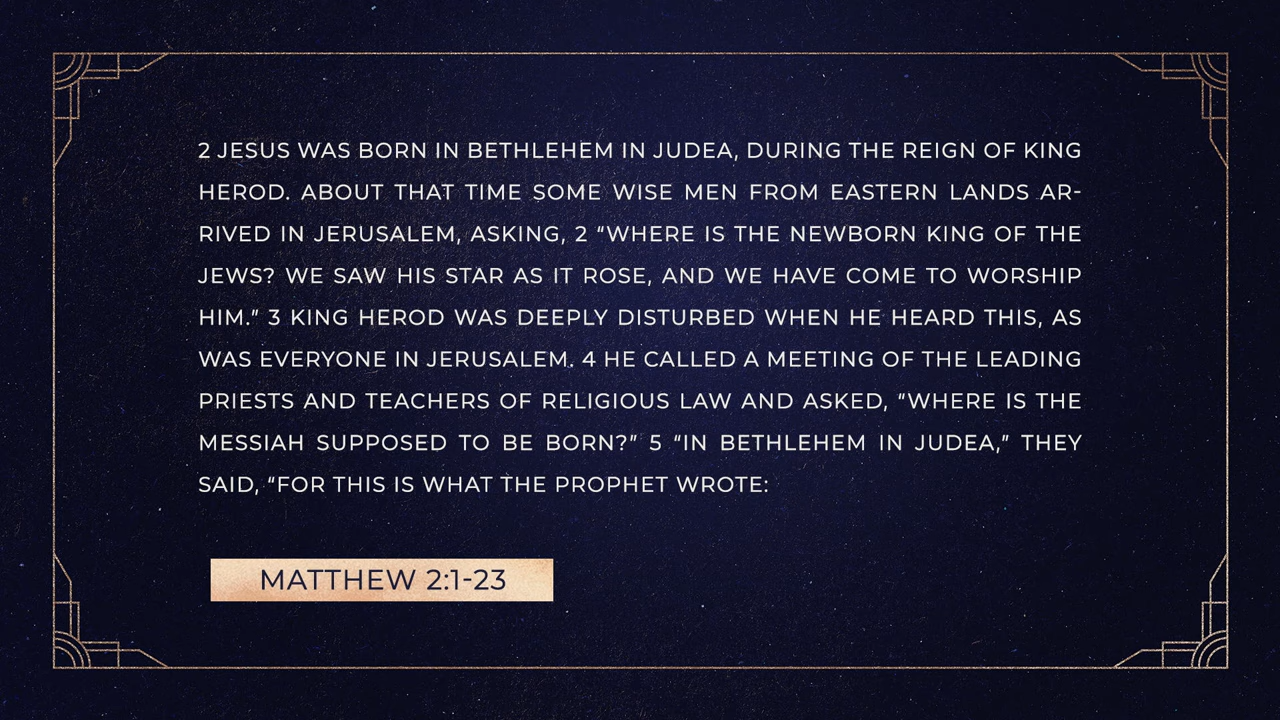 2 JESUS WAS BORN IN BETHLEHEM IN JUDEA, DURING THE REIGN OF KING
HEROD. ABOUT THAT TIME SOME WISE MEN FROM EASTERN LANDS AR-
RIVED IN JERUSALEM, ASKING, 2 “WHERE IS THE NEWBORN KING OF THE
JEWS? WE SAW HIS STAR AS IT ROSE, AND WE HAVE COME TO WORSHIP
HIM.” 3 KING HEROD WAS DEEPLY DISTURBED WHEN HE HEARD THIS, AS
WAS EVERYONE IN JERUSALEM. 4 HE CALLED A MEETING OF THE LEADING
PRIESTS AND TEACHERS OF RELIGIOUS LAW AND ASKED, “WHERE IS THE
MESSIAH SUPPOSED TO BE BORN?” 5 “IN BETHLEHEM IN JUDEA,” THEY
SAID, “FOR THIS IS WHAT THE PROPHET WROTE:
MATTHEW 2:1-23